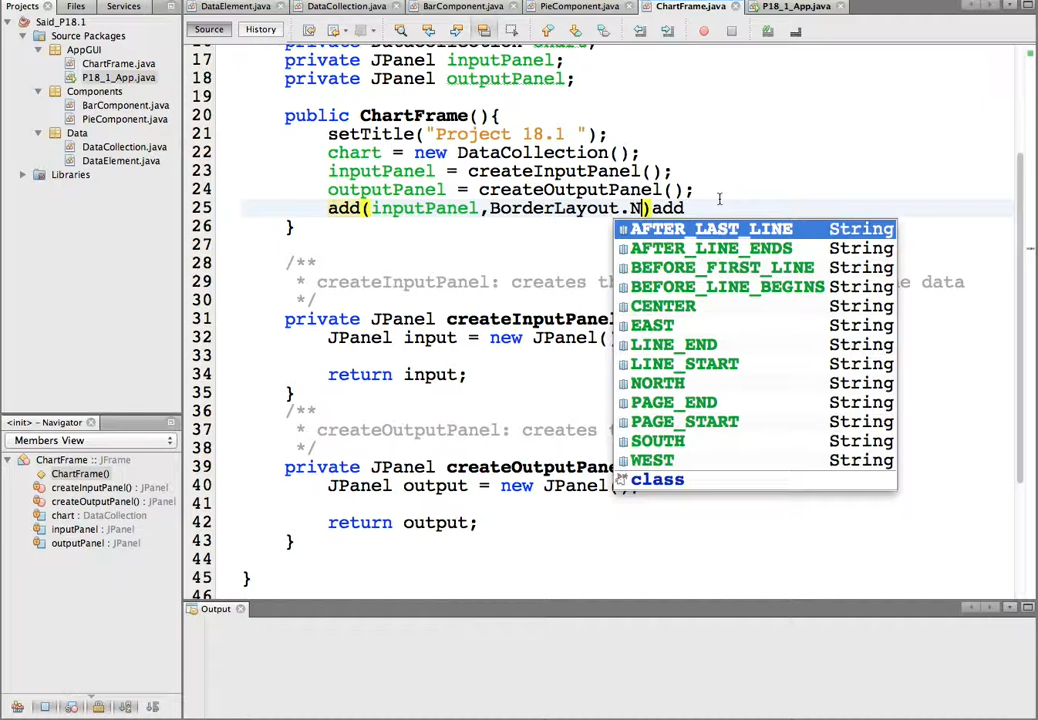 Projects Files Services DataElement.java DataCollection.java BarComponent.java PieComponent.java ChartFrame.java P18_1_App.java
Said_P18.1
Source Packages
AppGUI
ChartFrame.java
P18_1_App.java
Components
BarComponent.java
PieComponent.java
Data
DataCollection.java
DataElement.java
Libraries
<init> – Navigator
Members View
ChartFrame :: JFrame
ChartFrame()
createInputPanel() : JPanel
createOutputPanel() : JPanel
chart : DataCollection
inputPanel : JPanel
outputPanel : JPanel
Source History
16 private DataCollection chart;
17 private JPanel inputPanel;
18 private JPanel outputPanel;
19
20 public ChartFrame(){
21 setTitle("Project 18.1 ");
22 chart = new DataCollection();
23 inputPanel = createInputPanel();
24 outputPanel = createOutputPanel();
25 add(inputPanel,BorderLayout.N)add
26 }
27
28 /**
29 * createInputPanel: creates th e data
30 */
31 private JPanel createInputPanel
32 JPanel input = new JPanel()
33
34 return input;
35 }
36 /**
37 * createOutputPanel: creates t
38 */
39 private JPanel createOutputPane
40 JPanel output = new JPanel();
41
42 return output;
43 }
44
45 }
46
AFTER_LAST_LINE String
AFTER_LINE_ENDS String
BEFORE_FIRST_LINE String
BEFORE_LINE_BEGINS String
CENTER String
EAST String
LINE_END String
LINE_START String
NORTH String
PAGE_END String
PAGE_START String
SOUTH String
WEST String
class
Output